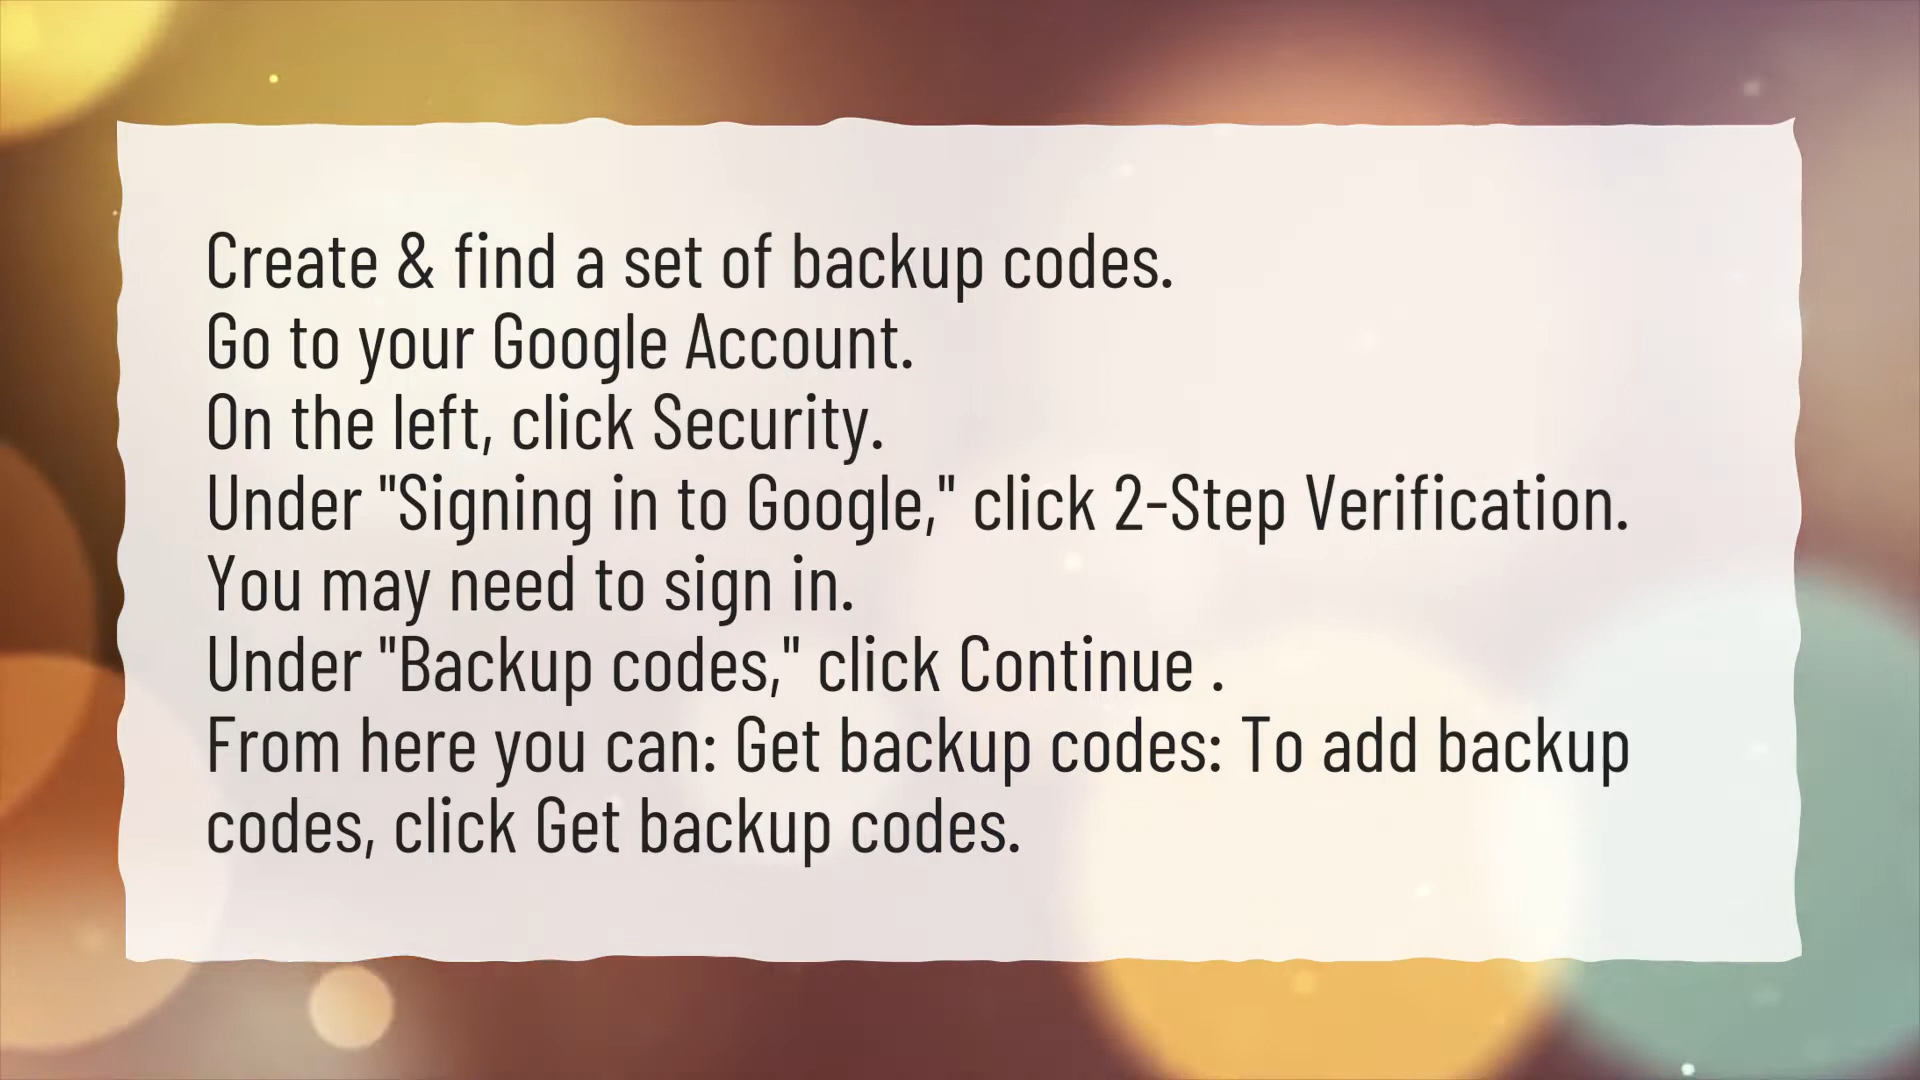 Create & find a set of backup codes.
Go to your Google Account.
On the left, click Security.
Under "Signing in to Google," click 2-Step Verification.
You may need to sign in.
Under "Backup codes," click Continue .
From here you can: Get backup codes: To add backup
codes, click Get backup codes.